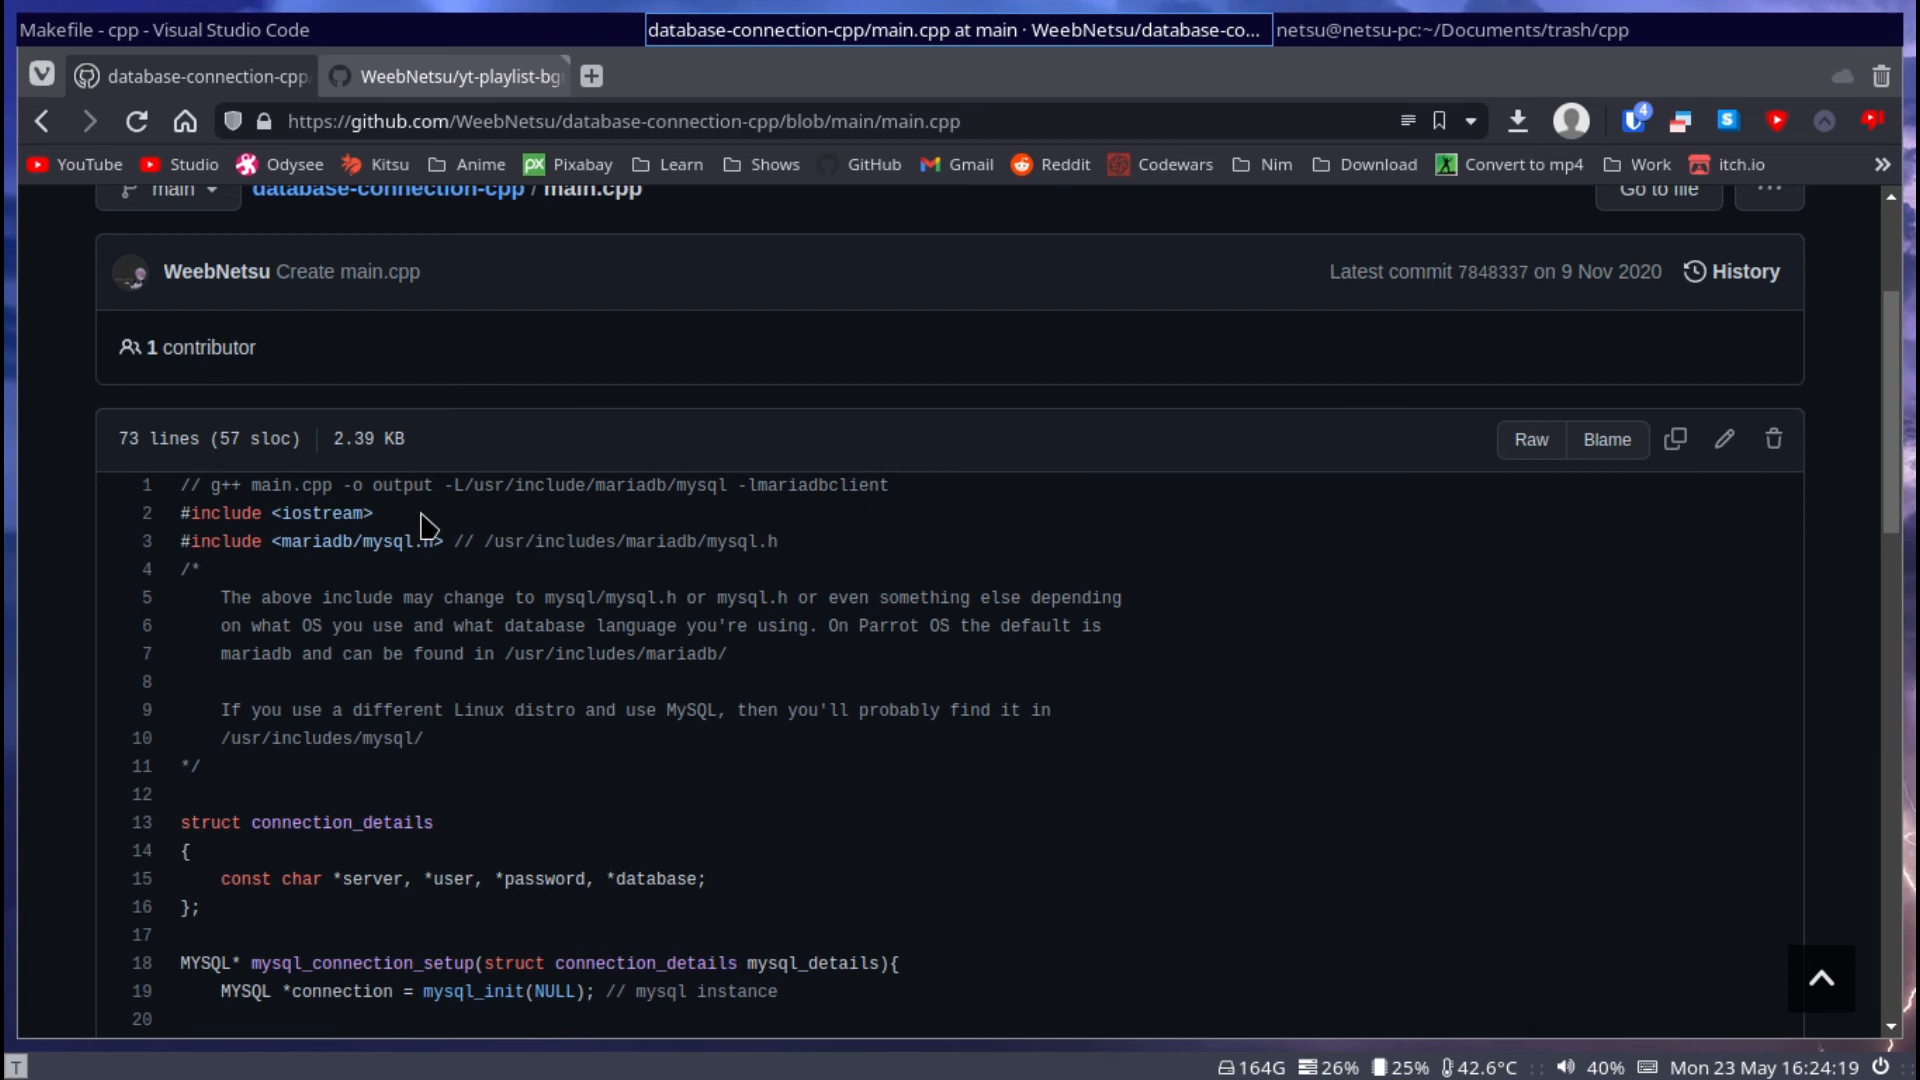 Makefile - cpp - Visual Studio Code
database-connection-cpp/main.cpp at main · WeebNetsu/database-co...
netsu@netsu-pc:~/Documents/trash/cpp
database-connection-cpp
WeebNetsu/yt-playlist-bg
https://github.com/WeebNetsu/database-connection-cpp/blob/main/main.cpp
4
S
YouTube
Studio
Odysee
Kitsu
Anime
px Pixabay
Learn
Shows
GitHub
Gmail
Reddit
Codewars
Nim
Download
Convert to mp4
Work
itch.io
main
database-connection-cpp / main.cpp
Go to file
WeebNetsu Create main.cpp
Latest commit 7848337 on 9 Nov 2020
History
1 contributor
73 lines (57 sloc)
2.39 KB
Raw
Blame
1 // g++ main.cpp -o output -L/usr/include/mariadb/mysql -lmariadbclient
2 #include <iostream>
3 #include <mariadb/mysql.h> // /usr/includes/mariadb/mysql.h
4 /*
5 The above include may change to mysql/mysql.h or mysql.h or even something else depending
6 on what OS you use and what database language you're using. On Parrot OS the default is
7 mariadb and can be found in /usr/includes/mariadb/
8
9 If you use a different Linux distro and use MySQL, then you'll probably find it in
10 /usr/includes/mysql/
11 */
12
13 struct connection_details
14 {
15 const char *server, *user, *password, *database;
16 };
17
18 MYSQL* mysql_connection_setup(struct connection_details mysql_details){
19 MYSQL *connection = mysql_init(NULL); // mysql instance
20
T
164G 26% 25% 42.6°C :: 40% Mon 23 May 16:24:19